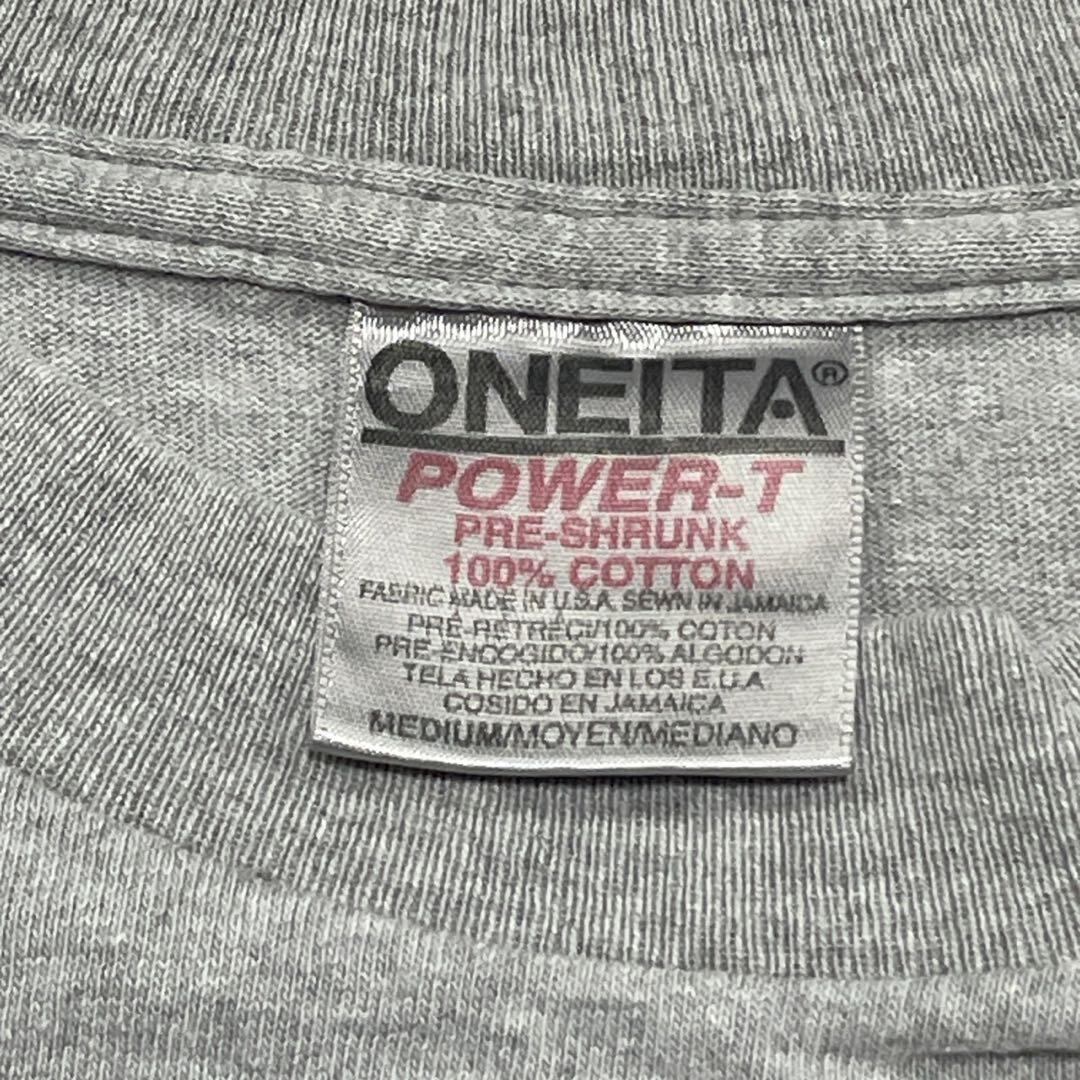 ONEITA®
POWER-T
PRE-SHRUNK
100% COTTON
FABRIC MADE IN U.S.A. SEWN IN JAMAICA
PRE-RETRECI/100% COTON
PRE-ENCOGIDO/100% ALGODON
TELA HECHO EN LOS E.U.A.
COSIDO EN JAMAICA
MEDIUM/MOYEN/MEDIANO